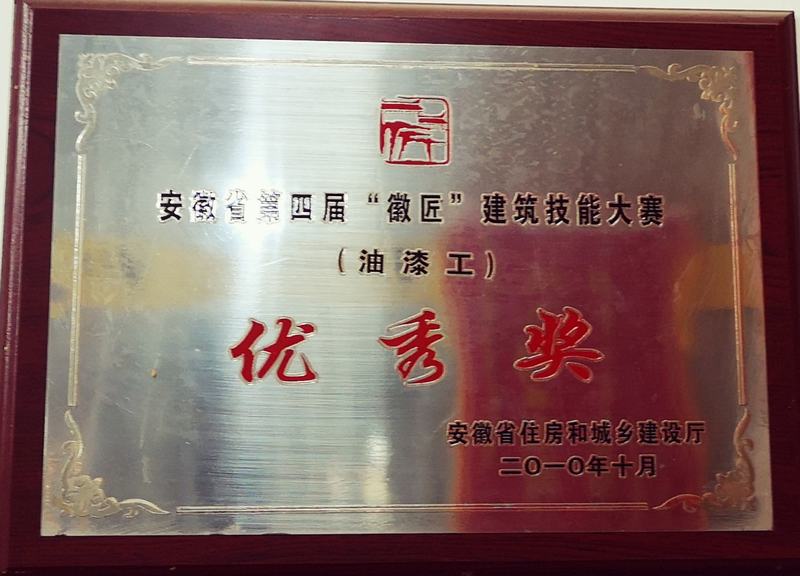 匠
安徽省第四届“徽匠”建筑技能大赛
（油漆工）
优秀奖
安徽省住房和城乡建设厅
二〇一〇年十月